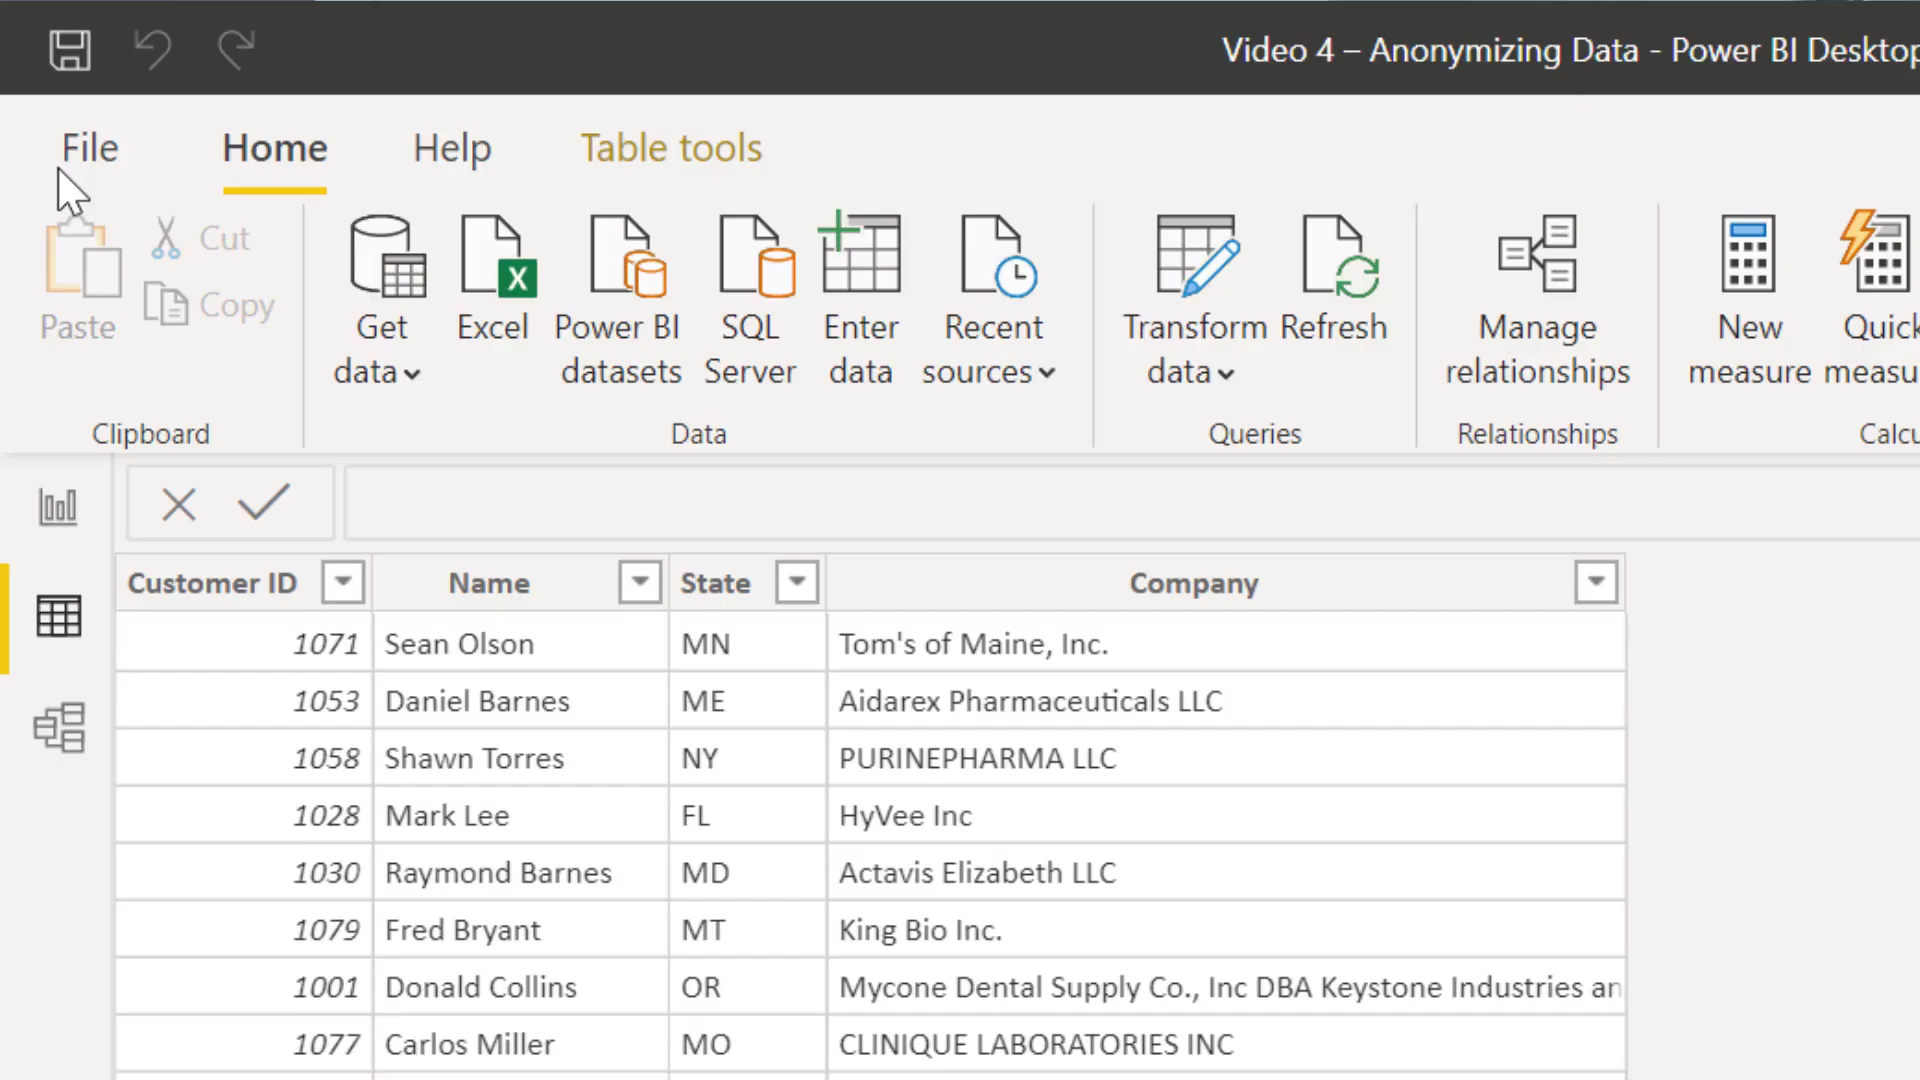 Video 4 – Anonymizing Data - Power BI Desktop
File Home Help Table tools
Paste
Cut
Copy
Clipboard
Get data
Excel
Power BI datasets
SQL Server
Enter data
Recent sources
Data
Transform data
Refresh
Queries
Manage relationships
Relationships
New measure
Quick measu
Calcu
Customer ID Name State Company
1071 Sean Olson MN Tom's of Maine, Inc.
1053 Daniel Barnes ME Aidarex Pharmaceuticals LLC
1058 Shawn Torres NY PURINEPHARMA LLC
1028 Mark Lee FL HyVee Inc
1030 Raymond Barnes MD Actavis Elizabeth LLC
1079 Fred Bryant MT King Bio Inc.
1001 Donald Collins OR Mycone Dental Supply Co., Inc DBA Keystone Industries an
1077 Carlos Miller MO CLINIQUE LABORATORIES INC